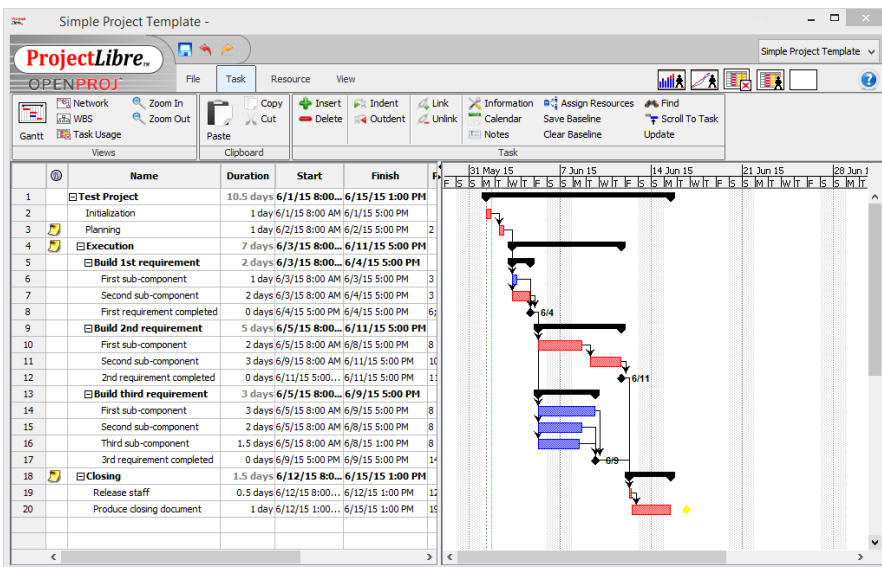 Simple Project Template -
ProjectLibre™
OPENPROJ
Simple Project Template
File Task Resource View
Network Zoom In Copy Insert Indent Link Information Assign Resources Find
WBS Zoom Out Cut Delete Outdent Unlink Calendar Save Baseline Scroll To Task
Gantt Task Usage Paste Notes Clear Baseline Update
Views Clipboard Task
Name Duration Start Finish
31 May 15 7 Jun 15 14 Jun 15 21 Jun 15 28 Jun 1
F S S M T W T F S S M T W T F S S M T W T F S S M T W T F S S M T
1 Test Project 10.5 days 6/1/15 8:00... 6/15/15 1:00 PM
2 Initialization 1 day 6/1/15 8:00 AM 6/1/15 5:00 PM
3 Planning 1 day 6/2/15 8:00 AM 6/2/15 5:00 PM 2
4 Execution 7 days 6/3/15 8:00... 6/11/15 5:00 PM
5 Build 1st requirement 2 days 6/3/15 8:00... 6/4/15 5:00 PM
6 First sub-component 1 day 6/3/15 8:00 AM 6/3/15 5:00 PM 3
7 Second sub-component 2 days 6/3/15 8:00 AM 6/4/15 5:00 PM 3
8 First requirement completed 0 days 6/4/15 5:00 PM 6/4/15 5:00 PM 6; 6/4
9 Build 2nd requirement 5 days 6/5/15 8:00... 6/11/15 5:00 PM
10 First sub-component 2 days 6/5/15 8:00 AM 6/8/15 5:00 PM 8
11 Second sub-component 3 days 6/9/15 8:00 AM 6/11/15 5:00 PM 10
12 2nd requirement completed 0 days 6/11/15 5:00... 6/11/15 5:00 PM 11 6/11
13 Build third requirement 3 days 6/5/15 8:00... 6/9/15 5:00 PM
14 First sub-component 3 days 6/5/15 8:00 AM 6/9/15 5:00 PM 8
15 Second sub-component 2 days 6/5/15 8:00 AM 6/8/15 5:00 PM 8
16 Third sub-component 1.5 days 6/5/15 8:00 AM 6/8/15 1:00 PM 8
17 3rd requirement completed 0 days 6/9/15 5:00 PM 6/9/15 5:00 PM 14 6/9
18 Closing 1.5 days 6/12/15 8:0... 6/15/15 1:00 PM
19 Release staff 0.5 days 6/12/15 8:00... 6/12/15 1:00 PM 12
20 Produce closing document 1 day 6/12/15 1:00... 6/15/15 1:00 PM 19